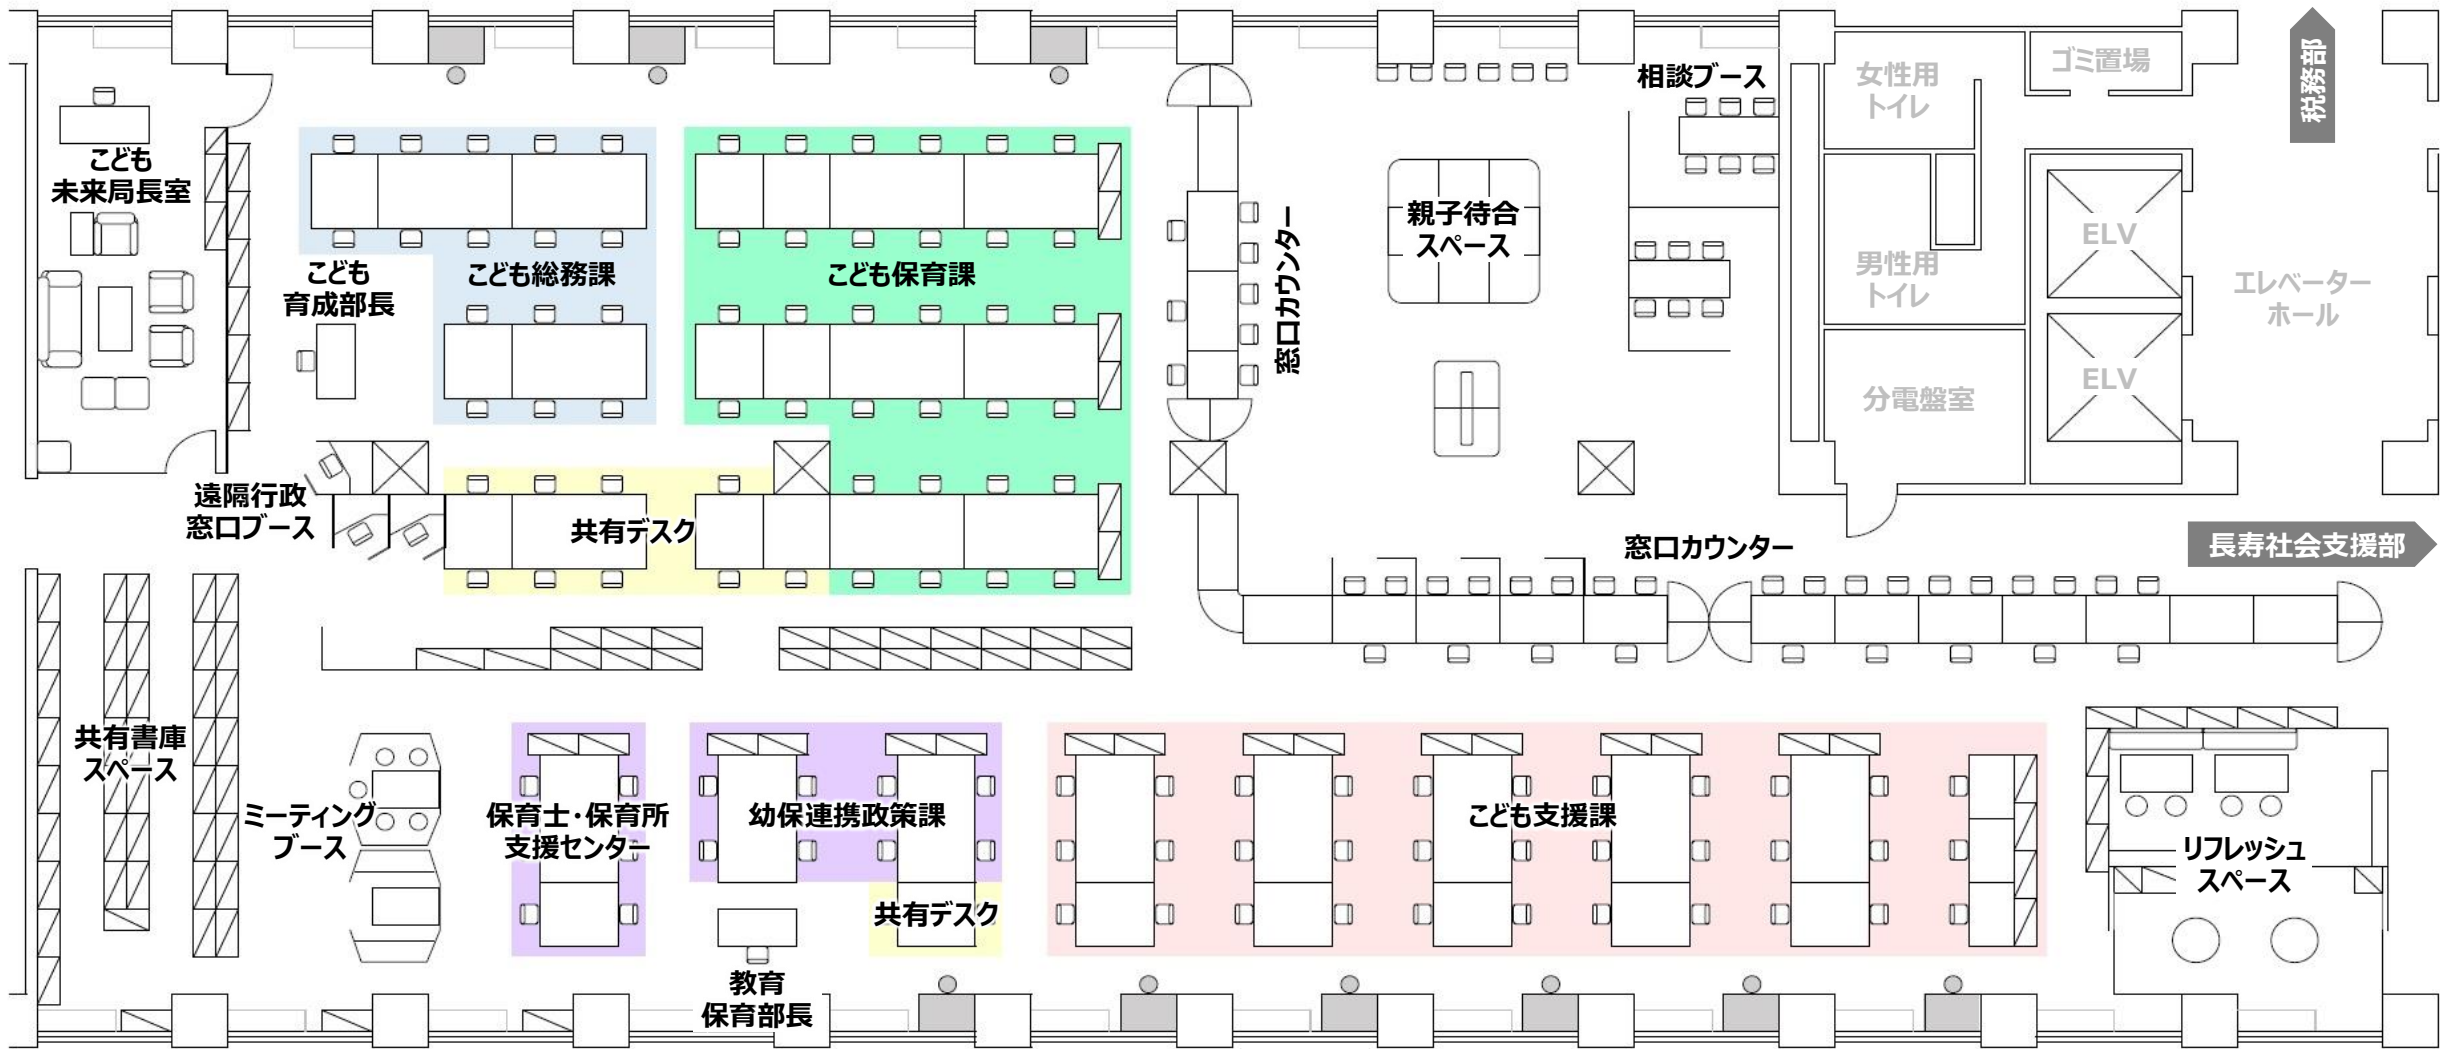 税務部
相談ブース
女性用
トイレ
ゴミ置場
こども
未来局長室
親子待合
スペース
窓口カウンター
男性用
トイレ
ELV
エレベーター
ホール
こども
育成部長
こども総務課
こども保育課
ELV
分電盤室
遠隔行政
窓口ブース
共有デスク
窓口カウンター
長寿社会支援部
共有書庫
スペース
ミーティング
ブース
保育士・保育所
支援センター
幼保連携政策課
こども支援課
リフレッシュ
スペース
共有デスク
教育
保育部長